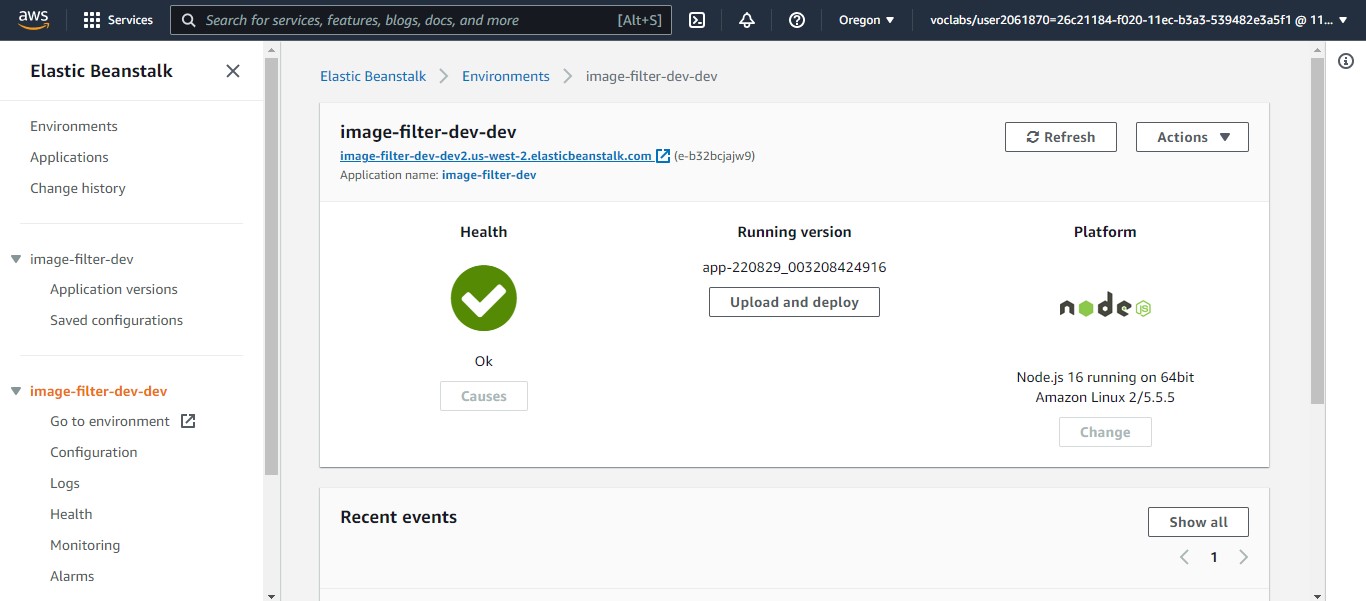 aws
Services
Search for services, features, blogs, docs, and more [Alt+S]
Oregon
voclabs/user2061870=26c21184-f020-11ec-b3a3-539482e3a5f1 @ 11...
Elastic Beanstalk
Environments
Applications
Change history
image-filter-dev
Application versions
Saved configurations
image-filter-dev-dev
Go to environment
Configuration
Logs
Health
Monitoring
Alarms
Elastic Beanstalk
Environments
image-filter-dev-dev
image-filter-dev-dev
image-filter-dev-dev2.us-west-2.elasticbeanstalk.com (e-b32bcjajw9)
Application name: image-filter-dev
Refresh
Actions
Health
Ok
Causes
Running version
app-220829_003208424916
Upload and deploy
Platform
node JS
Node.js 16 running on 64bit
Amazon Linux 2/5.5.5
Change
Recent events
Show all
1